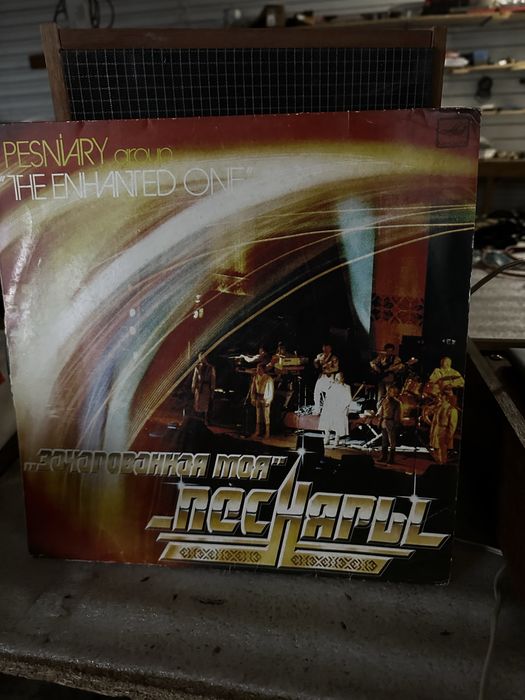 PESNIARY group
"THE ENHANTED ONE"
„Зачарованная моя"
ПЕСНЯРЫ